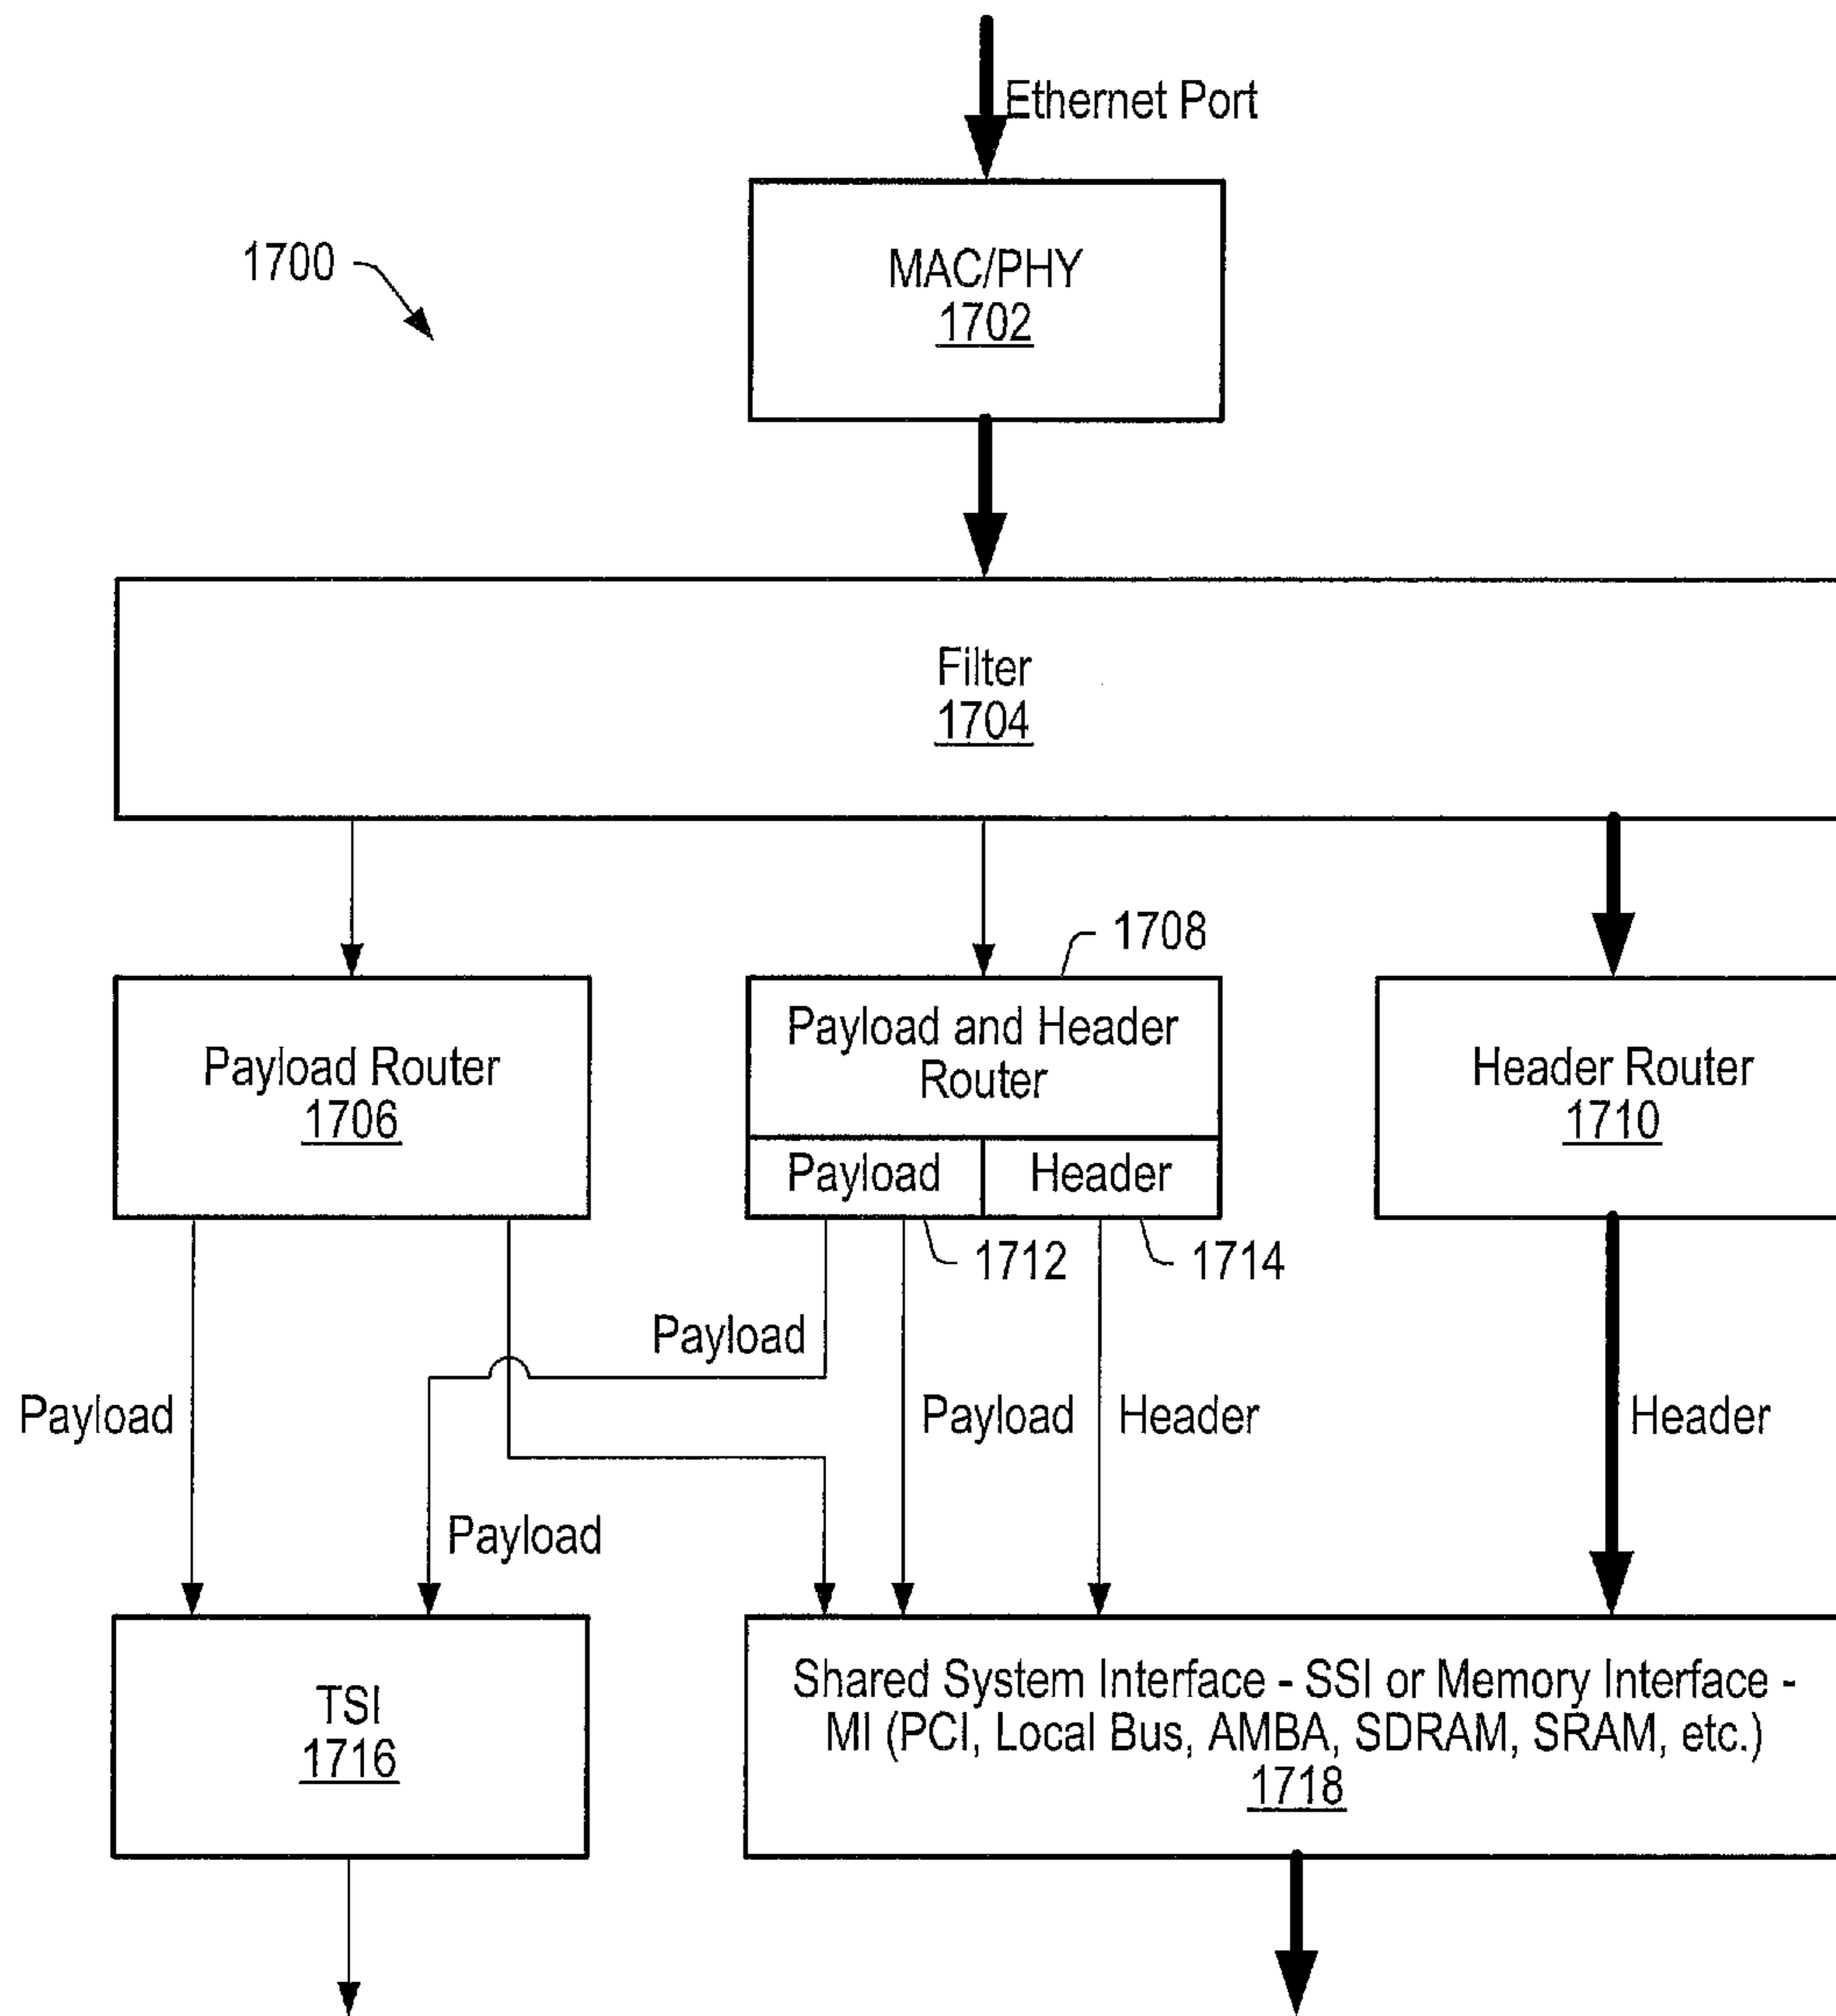 Ethernet Port
1700
MAC/PHY
1702
Filter
1704
1708
Payload Router
1706
Payload and Header
Router
Header Router
1710
Payload
Header
1712
1714
Payload
Payload
Payload
Header
Header
Payload
TSI
1716
Shared System Interface - SSI or Memory Interface -
MI (PCI, Local Bus, AMBA, SDRAM, SRAM, etc.)
1718